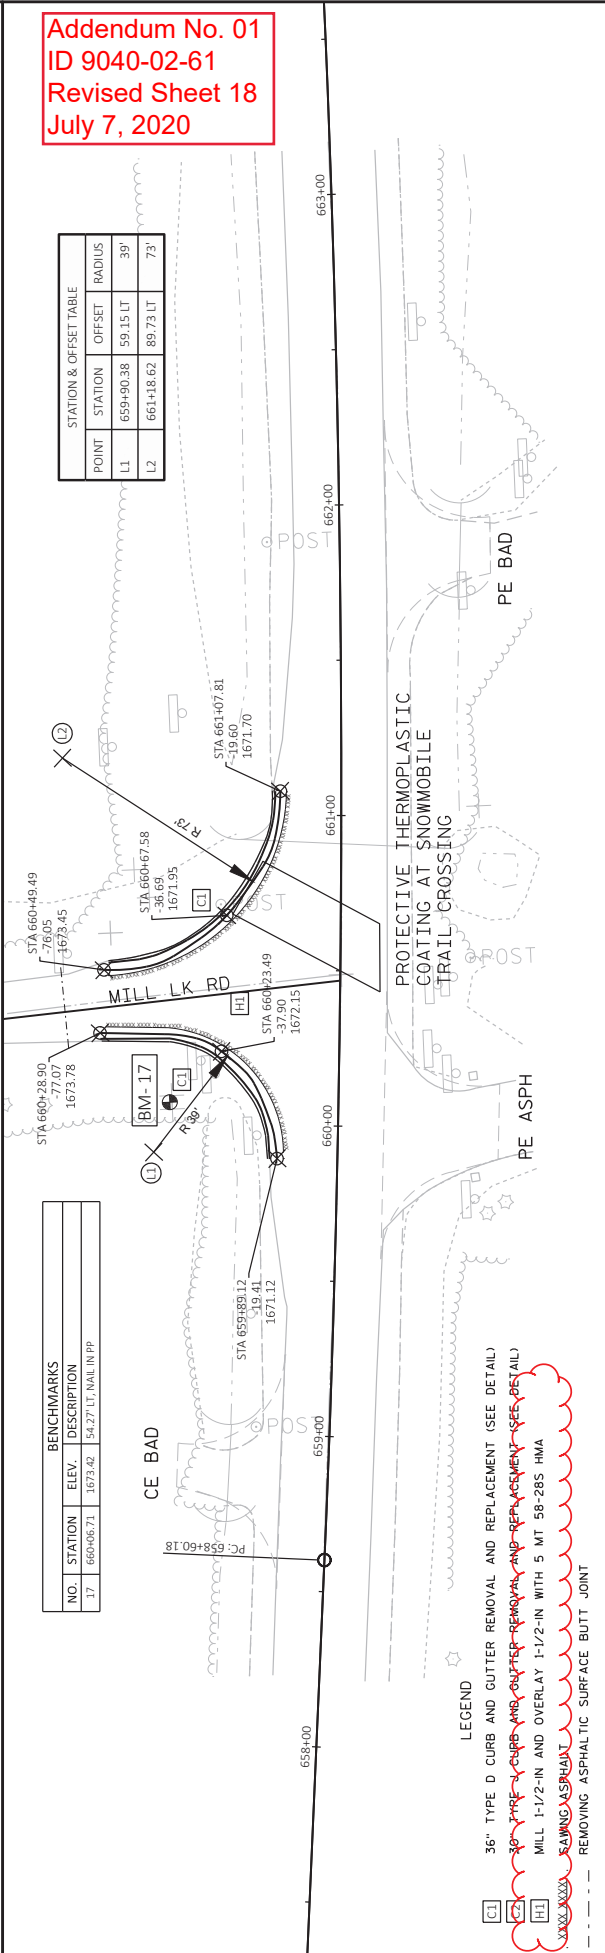 Addendum No. 01
ID 9040-02-61
Revised Sheet 18
July 7, 2020
STATION & OFFSET TABLE
POINT STATION OFFSET RADIUS
L1 659+90.38 59.15 LT 39'
L2 661+18.62 89.73 LT 73'
BENCHMARKS
NO. STATION ELEV. DESCRIPTION
17 660+06.71 1673.42 54.27' LT, NAIL IN PP
658+00
659+00
660+00
661+00
662+00
663+00
PC: 658+60.18
CE BAD
POST
STA 659+89.12
-19.41
1671.12
L1
R 39'
BM-17
C1
STA 660+28.90
-77.07
1673.78
STA 660+23.49
-37.90
1672.15
H1
MILL LK RD
STA 660+49.49
-76.05
1673.45
STA 660+67.58
-36.69
1671.95
C1
POST
R 73'
L2
STA 661+07.81
-19.60
1671.70
POST
PROTECTIVE THERMOPLASTIC
COATING AT SNOWMOBILE
TRAIL CROSSING
POST
PE ASPH
PE BAD
LEGEND
C1 36" TYPE D CURB AND GUTTER REMOVAL AND REPLACEMENT (SEE DETAIL)
C2 30" TYPE J CURB AND GUTTER REMOVAL AND REPLACEMENT (SEE DETAIL)
H1 MILL 1-1/2-IN AND OVERLAY 1-1/2-IN WITH 5 MT 58-28S HMA
XXXX XXXX SAWING ASPHALT
REMOVING ASPHALTIC SURFACE BUTT JOINT